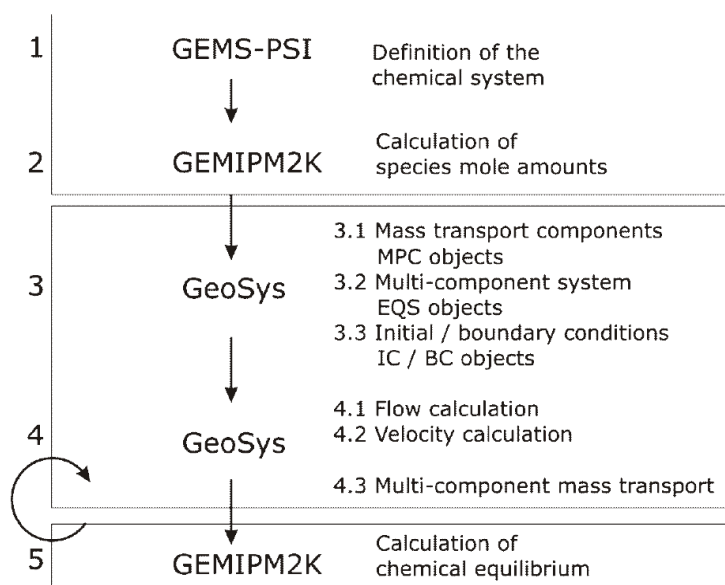 1 GEMS-PSI Definition of the
chemical system
2 GEMIPM2K Calculation of
species mole amounts
3 GeoSys 3.1 Mass transport components
MPC objects
3.2 Multi-component system
EQS objects
3.3 Initial / boundary conditions
IC / BC objects
4 GeoSys 4.1 Flow calculation
4.2 Velocity calculation
4.3 Multi-component mass transport
5 GEMIPM2K Calculation of
chemical equilibrium